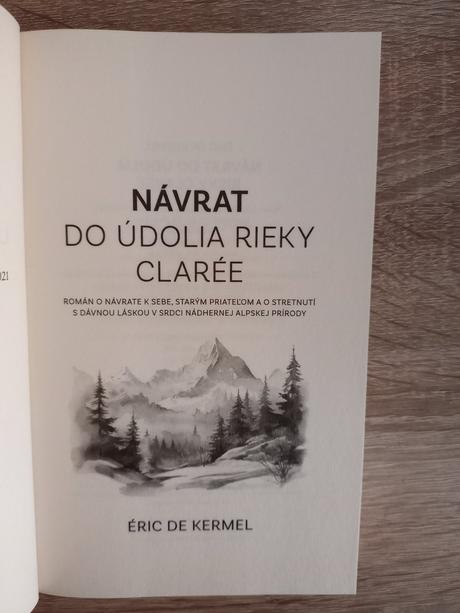 NÁVRAT
DO ÚDOLIA RIEKY
CLARÉE
ROMÁN O NÁVRATE K SEBE, STARÝM PRIATEĽOM A O STRETNUTÍ
S DÁVNOU LÁSKOU V SRDCI NÁDHERNEJ ALPSKEJ PRÍRODY
ÉRIC DE KERMEL